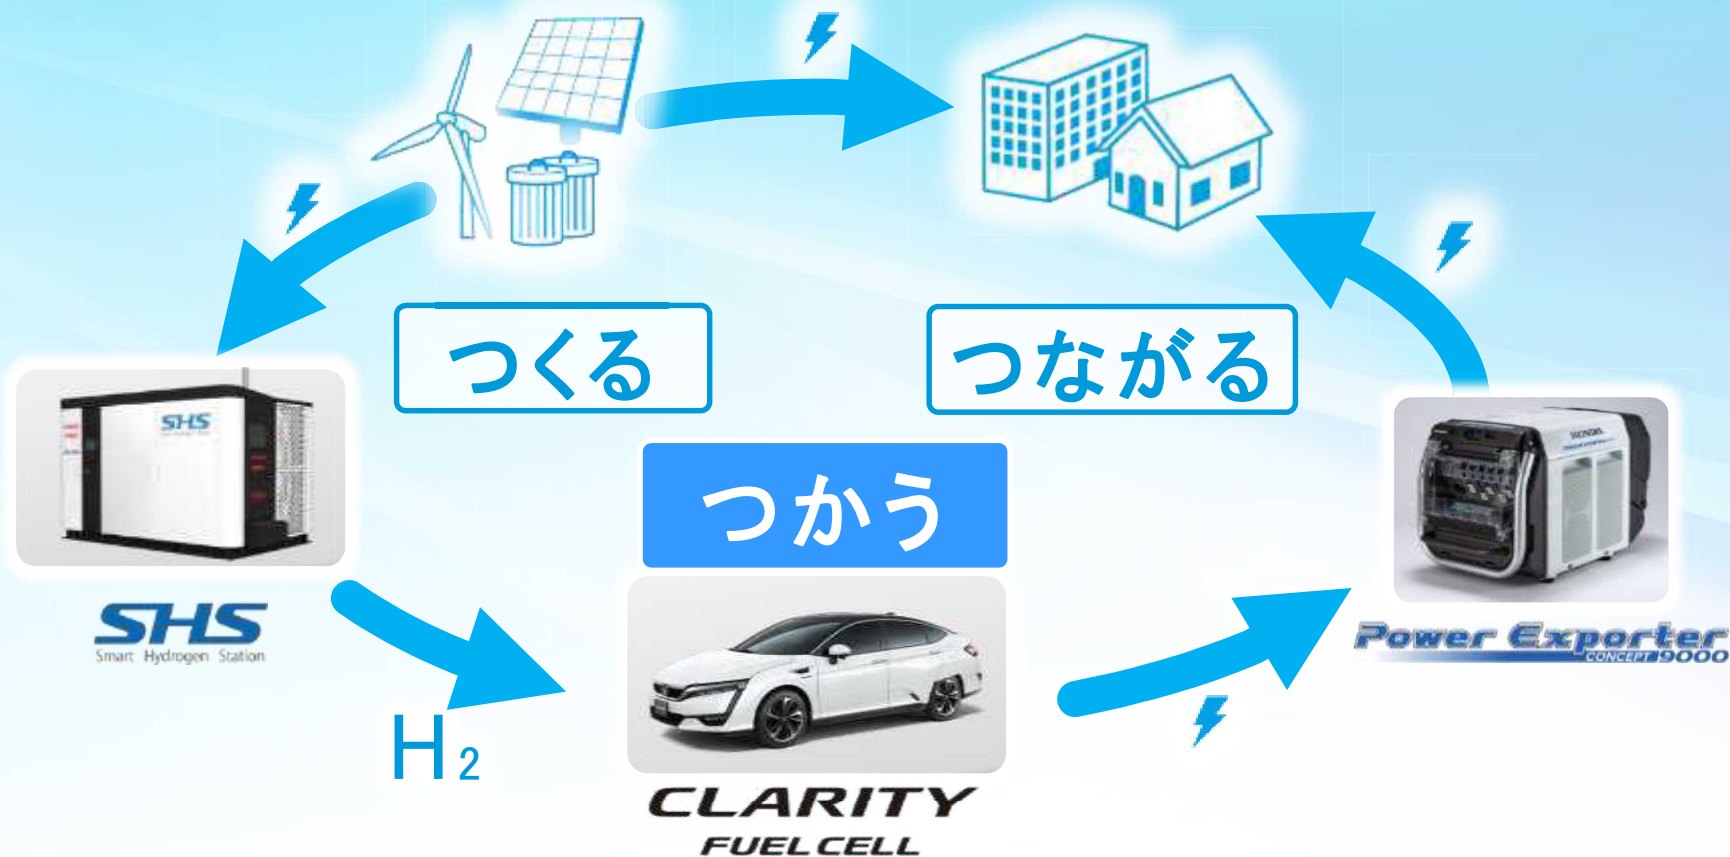 つくる
つながる
SHS
HONDA
つかう
SHS
Smart Hydrogen Station
Power Exporter
CONCEPT 9000
H₂
CLARITY
FUEL CELL